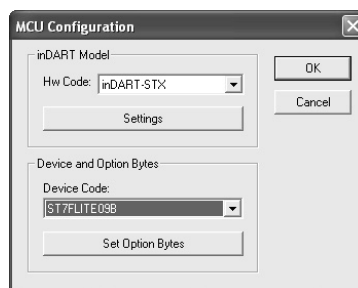 MCU Configuration
inDART Model
Hw Code: inDART-STX
Settings
OK
Cancel
Device and Option Bytes
Device Code:
ST7FLITE09B
Set Option Bytes